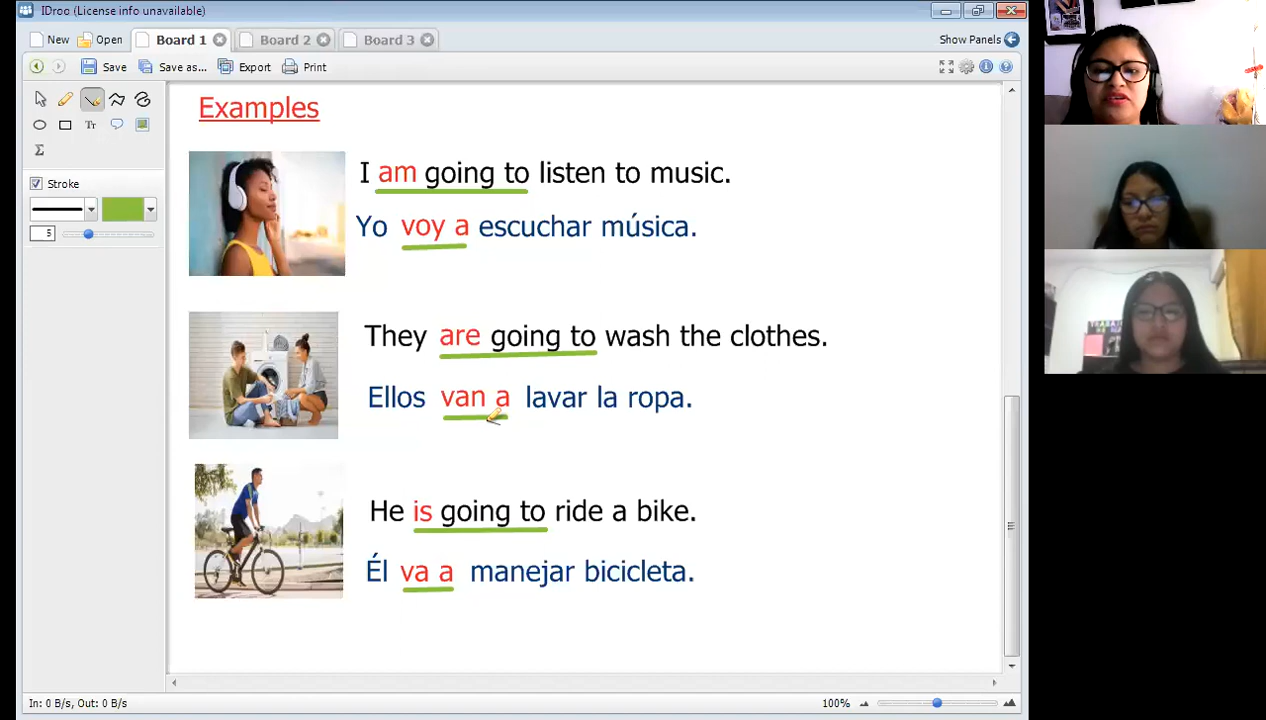 IDroo (License info unavailable)
New Open Board 1 Board 2 Board 3 Show Panels
Save Save as... Export Print
Examples
Tт
Σ
Stroke
I am going to listen to music.
Yo voy a escuchar música.
5
They are going to wash the clothes.
Ellos van a lavar la ropa.
He is going to ride a bike.
Él va a manejar bicicleta.
In: 0 B/s, Out: 0 B/s 100%